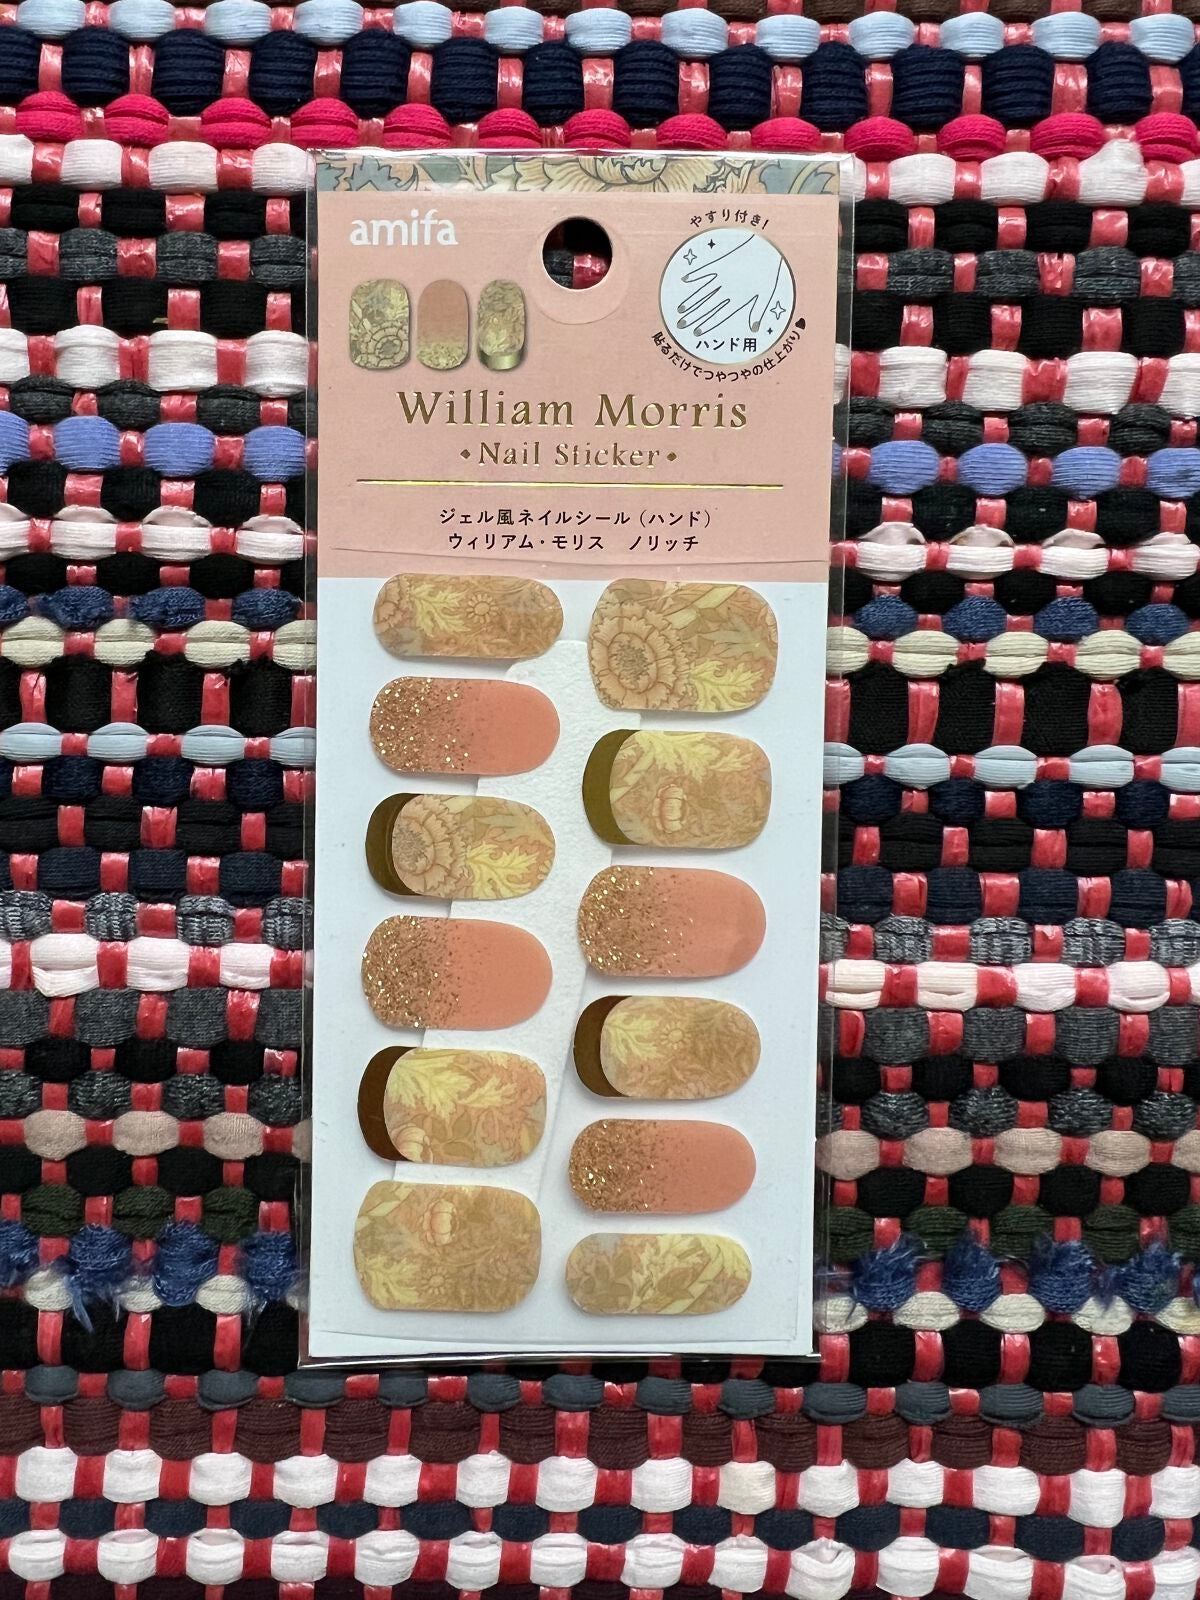 amifa
やすり付き!
ハンド用
貼るだけでつやつやの仕上がり♥
William Morris
•Nail Sticker•
ジェル風ネイルシール(ハンド)
ウィリアム・モリス ノリッチ